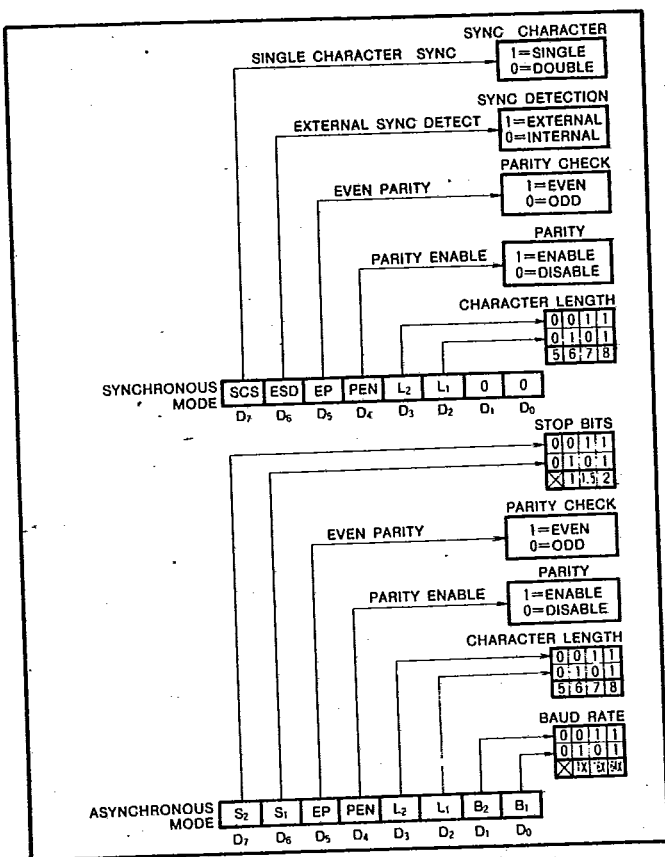 SYNC CHARACTER
SINGLE CHARACTER SYNC
1=SINGLE
0=DOUBLE
SYNC DETECTION
EXTERNAL SYNC DETECT
1=EXTERNAL
0=INTERNAL
PARITY CHECK
EVEN PARITY
1=EVEN
0=ODD
PARITY
PARITY ENABLE
1=ENABLE
0=DISABLE
CHARACTER LENGTH
0 0 1 1
0 1 0 1
5 6 7 8
SYNCHRONOUS MODE
SCS ESD EP PEN L2 L1 0 0
D7 D6 D5 D4 D3 D2 D1 D0
STOP BITS
0 0 1 1
0 1 0 1
1 1.5 2
PARITY CHECK
EVEN PARITY
1=EVEN
0=ODD
PARITY
PARITY ENABLE
1=ENABLE
0=DISABLE
CHARACTER LENGTH
0 0 1 1
0 1 0 1
5 6 7 8
BAUD RATE
0 0 1 1
0 1 0 1
1X 64X
ASYNCHRONOUS MODE
S2 S1 EP PEN L2 L1 B2 B1
D7 D6 D5 D4 D3 D2 D1 D0